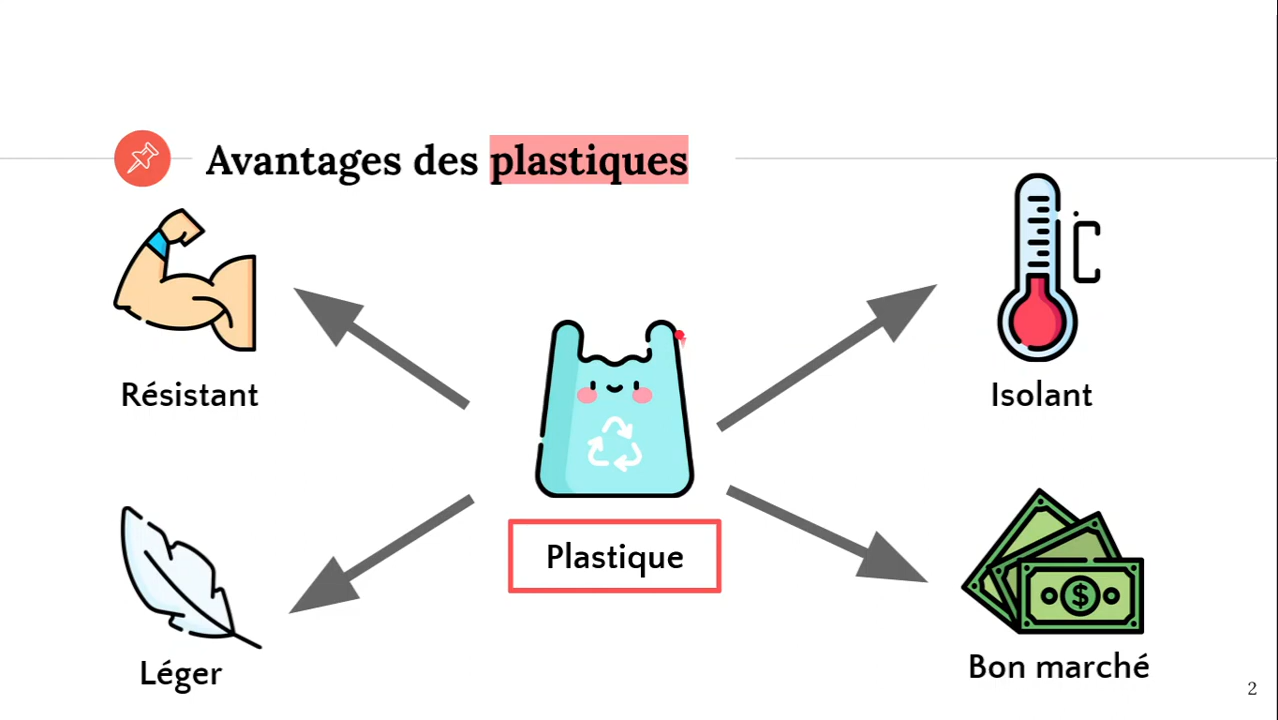 Avantages des plastiques
°C
Résistant
Isolant
Plastique
$
Léger
Bon marché
2